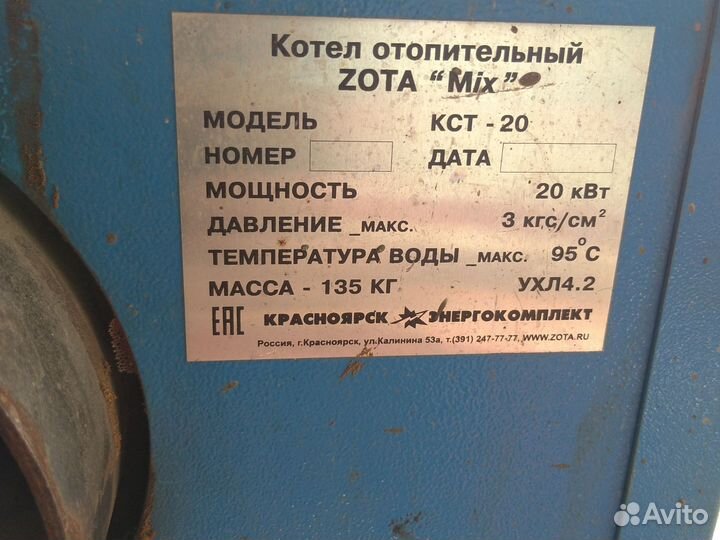 Котел отопительный
ZOTA "Mix"
МОДЕЛЬ КСТ - 20
НОМЕР ДАТА
МОЩНОСТЬ 20 кВт
ДАВЛЕНИЕ _МАКС. 3 кгс/см²
ТЕМПЕРАТУРА ВОДЫ _МАКС. 95°С
МАССА - 135 КГ УХЛ4.2
ЕАС КРАСНОЯРСК ЭНЕРГОКОМПЛЕКТ
Россия, г.Красноярск, ул.Калинина 53а, т.(391) 247-77-77, WWW.ZOTA.RU
Avito